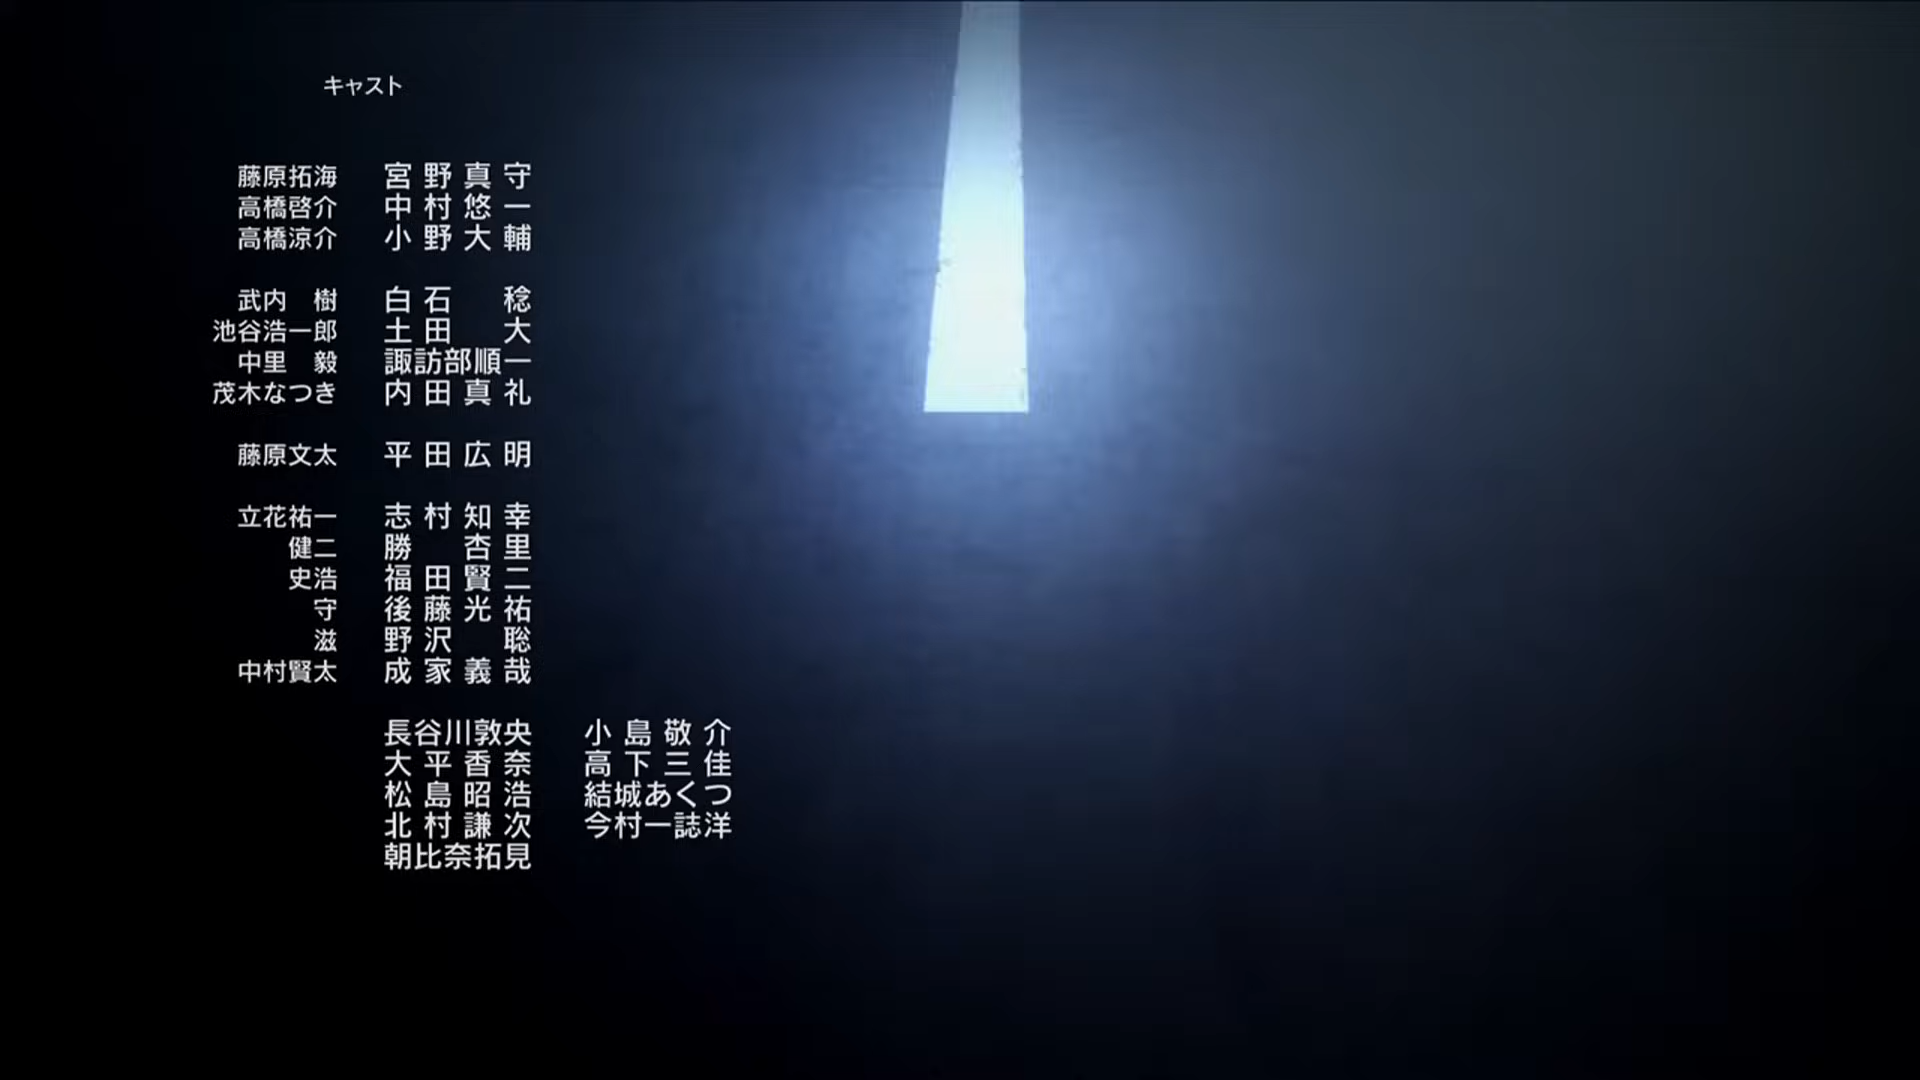 キャスト
藤原拓海 宮野真守
高橋啓介 中村悠一
高橋涼介 小野大輔
武内 樹 白石 稔
池谷浩一郎 土田 大
中里 毅 諏訪部順一
茂木なつき 内田真礼
藤原文太 平田広明
立花祐一 志村知幸
健二 勝 杏里
史浩 福田賢二
守 後藤光祐
滋 野沢 聡
中村賢太 成家義哉
長谷川敦央 小島敬介
大平香奈 高下三佳
松島昭浩 結城あくつ
北村謙次 今村一誌洋
朝比奈拓見